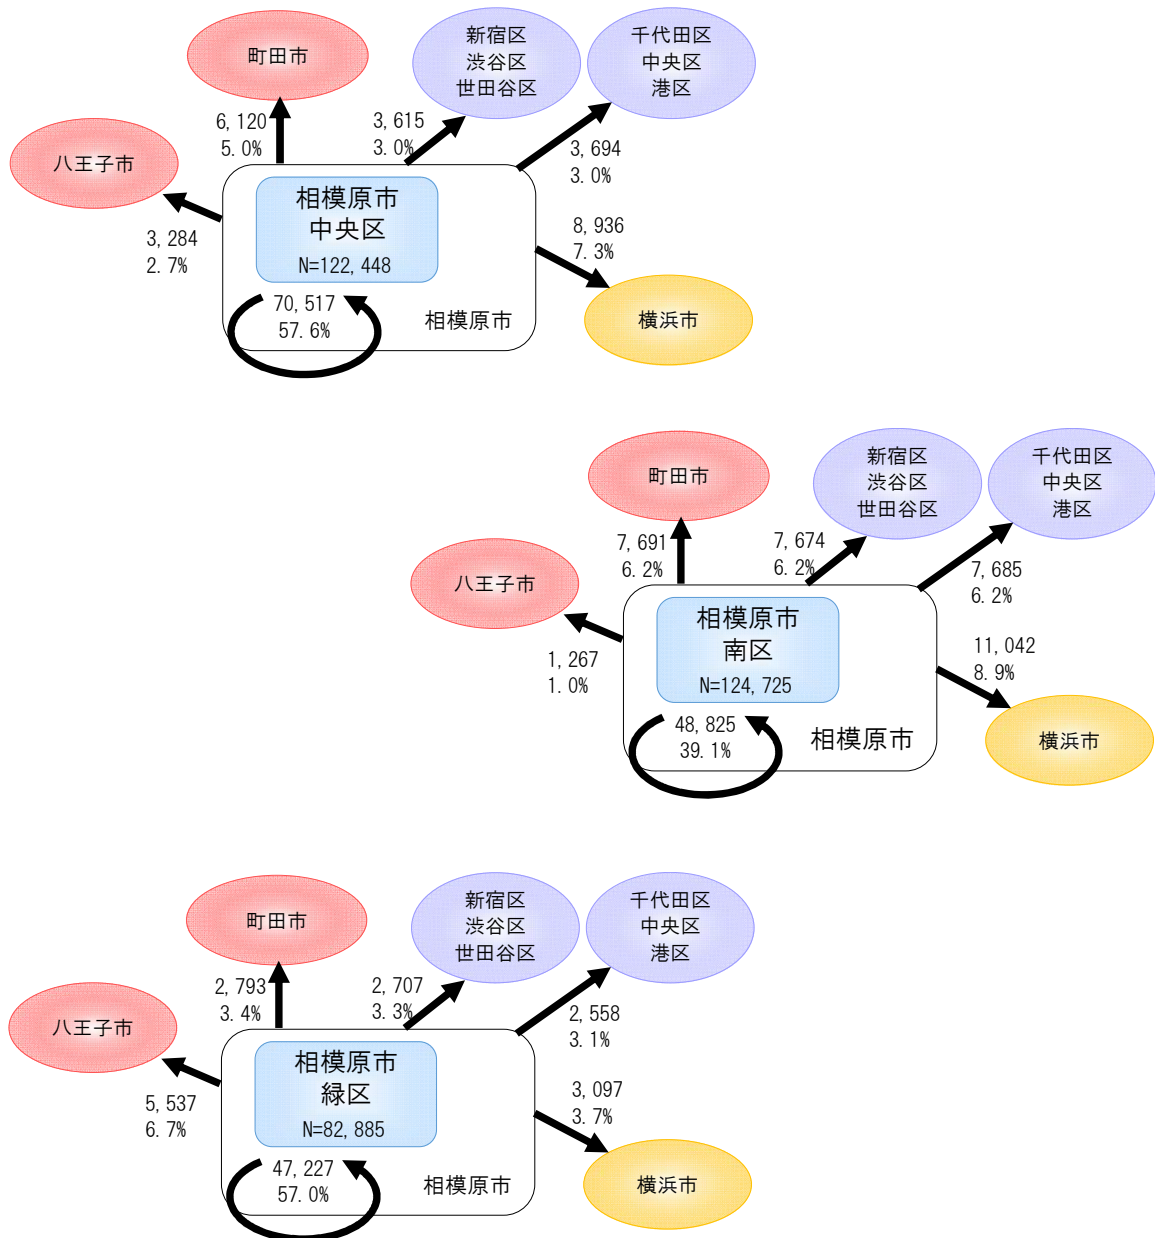 町田市
新宿区
渋谷区
世田谷区
千代田区
中央区
港区
6,120
5.0%
3,615
3.0%
3,694
3.0%
八王子市
相模原市
中央区
N=122,448
3,284
2.7%
8,936
7.3%
70,517
57.6%
相模原市
横浜市
町田市
新宿区
渋谷区
世田谷区
千代田区
中央区
港区
7,691
6.2%
7,674
6.2%
7,685
6.2%
八王子市
相模原市
南区
N=124,725
1,267
1.0%
11,042
8.9%
48,825
39.1%
相模原市
横浜市
町田市
新宿区
渋谷区
世田谷区
千代田区
中央区
港区
2,793
3.4%
2,707
3.3%
2,558
3.1%
八王子市
相模原市
緑区
N=82,885
5,537
6.7%
3,097
3.7%
47,227
57.0%
相模原市
横浜市